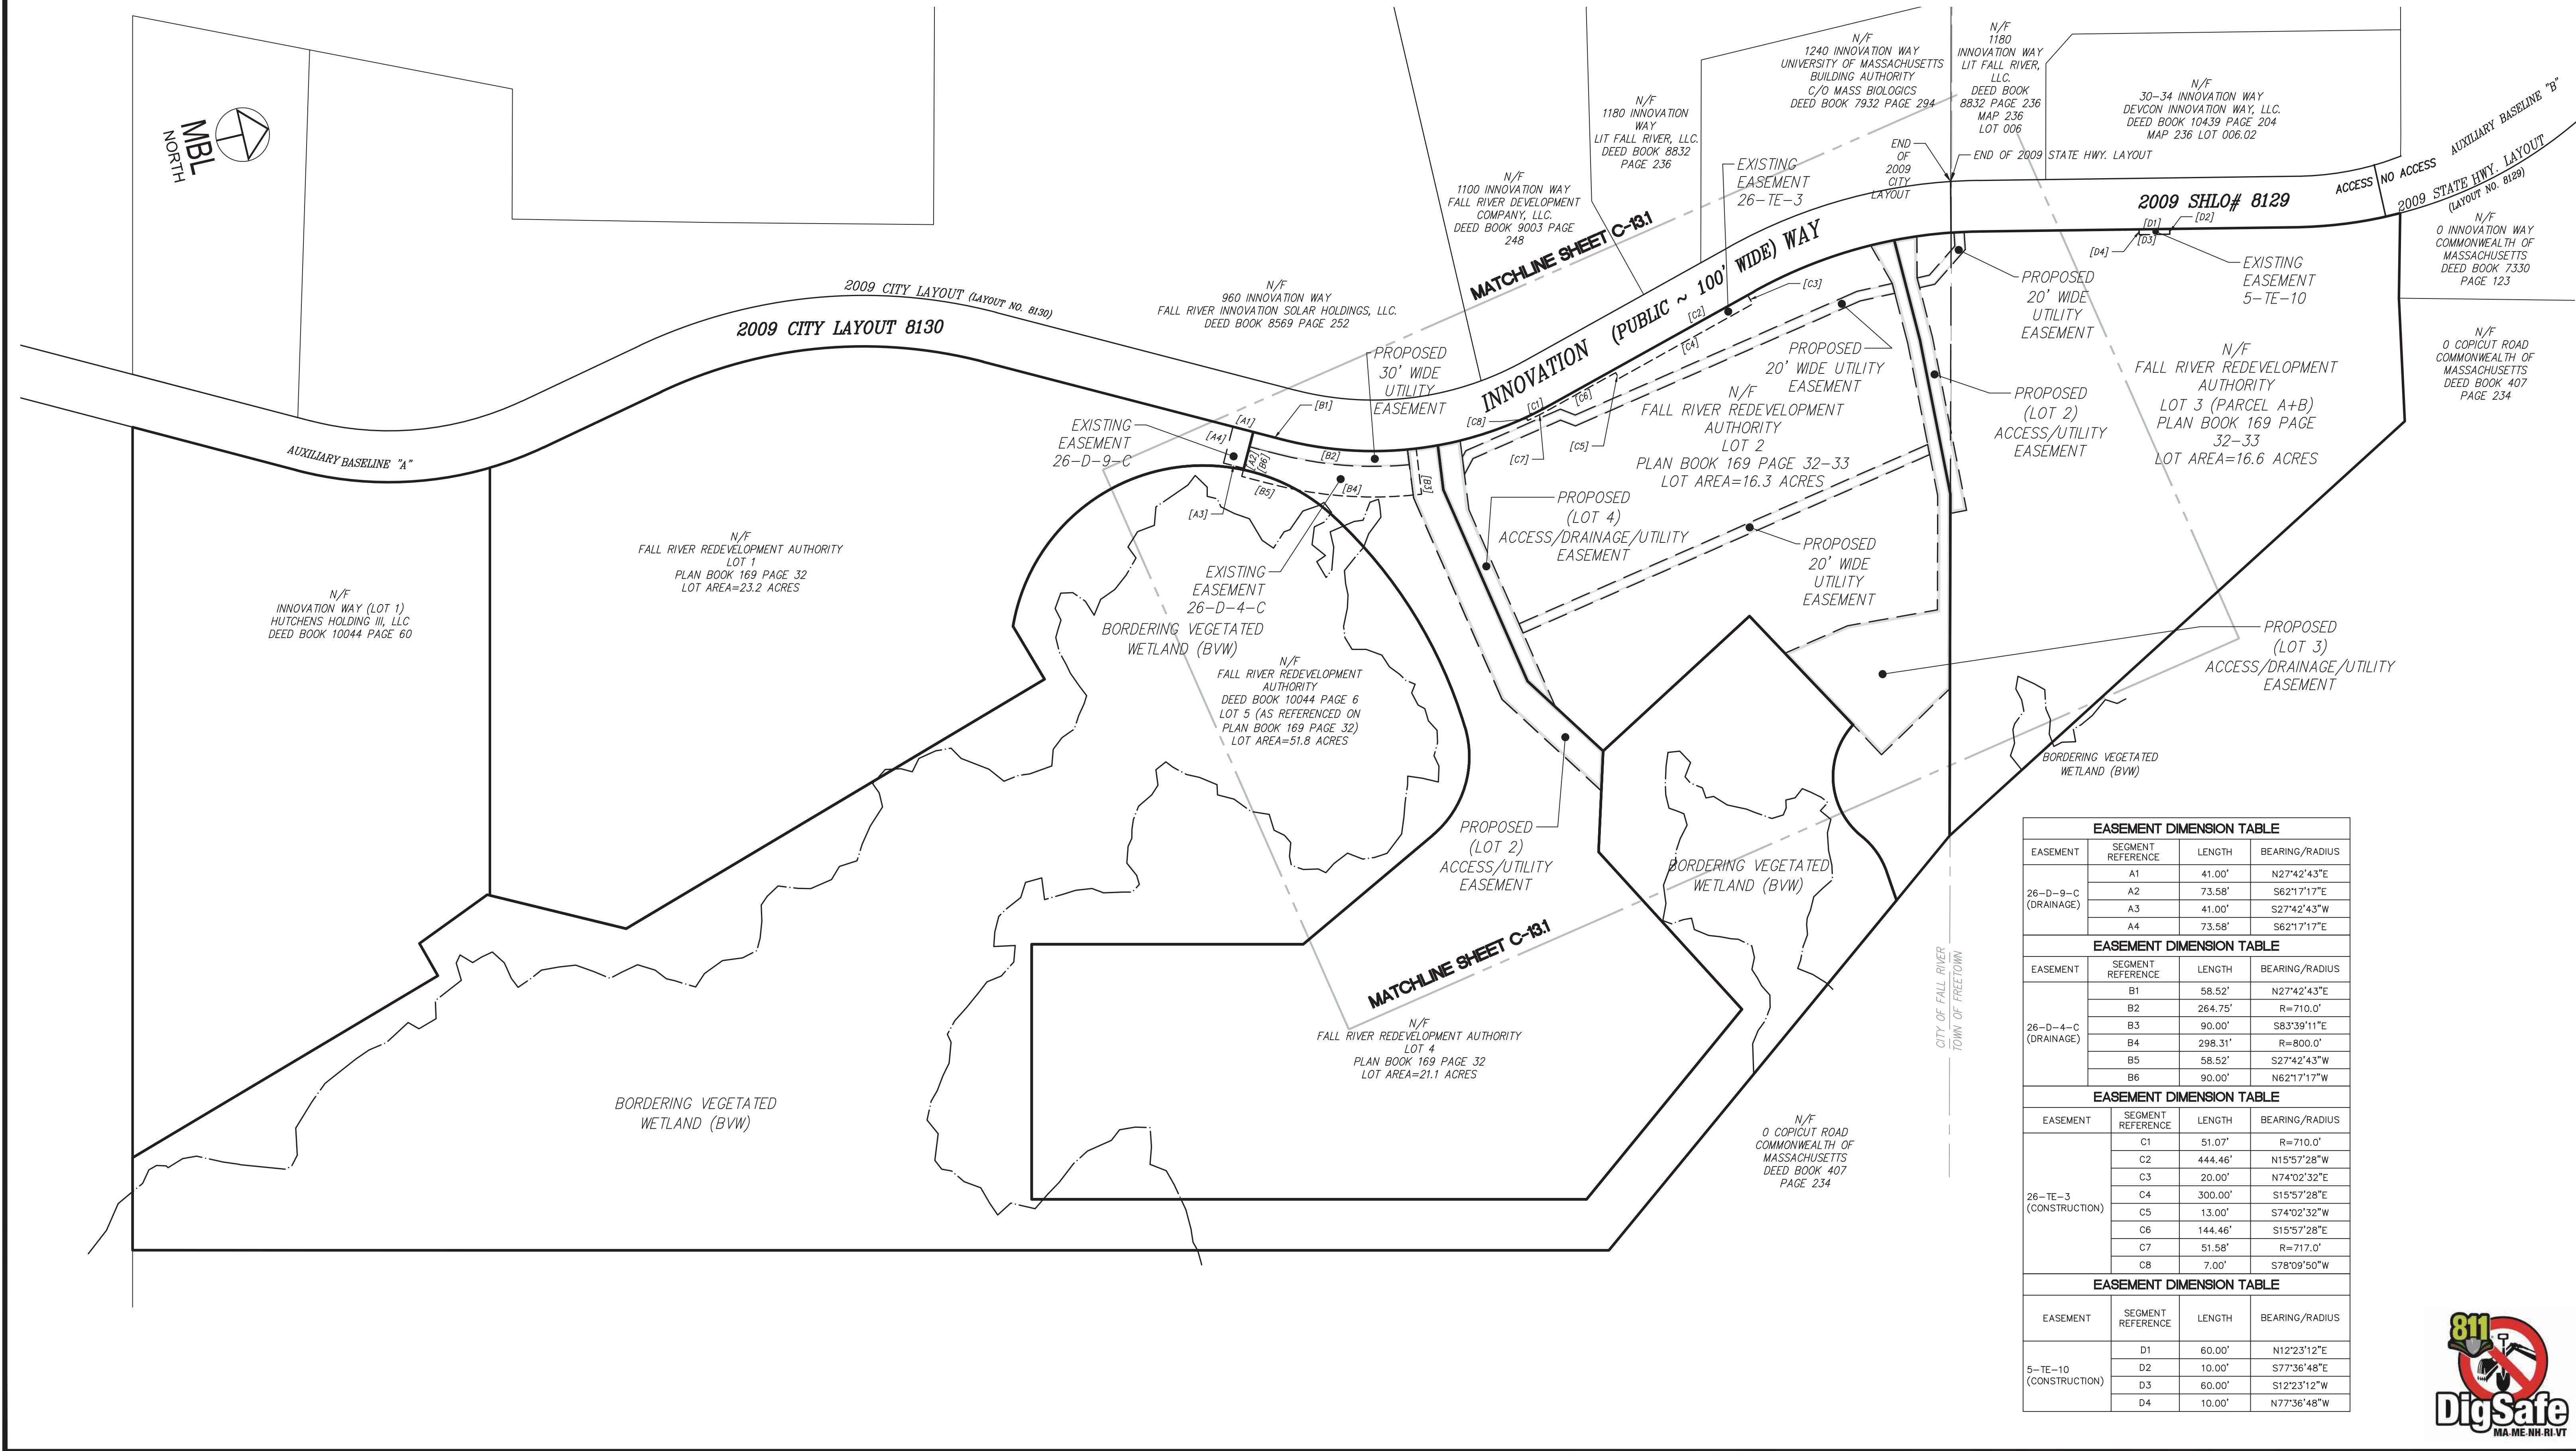 MBL
NORTH
N/F
1240 INNOVATION WAY
UNIVERSITY OF MASSACHUSETTS
BUILDING AUTHORITY
C/O MASS BIOLOGICS
DEED BOOK 7932 PAGE 294
N/F
1180
INNOVATION WAY
LIT FALL RIVER,
LLC.
DEED BOOK
8832 PAGE 236
MAP 236
LOT 006
N/F
30-34 INNOVATION WAY
DEVCON INNOVATION WAY, LLC.
DEED BOOK 10439 PAGE 204
MAP 236 LOT 006.02
N/F
1180 INNOVATION
WAY
LIT FALL RIVER, LLC.
DEED BOOK 8832
PAGE 236
N/F
1100 INNOVATION WAY
FALL RIVER DEVELOPMENT
COMPANY, LLC.
DEED BOOK 9003 PAGE
248
EXISTING
EASEMENT
26-TE-3
END
OF
2009
CITY
LAYOUT
END OF 2009 STATE HWY. LAYOUT
2009 SHLO# 8129
ACCESS
NO ACCESS
AUXILIARY BASELINE "B"
2009 STATE HWY. LAYOUT
(LAYOUT NO. 8129)
N/F
0 INNOVATION WAY
COMMONWEALTH OF
MASSACHUSETTS
DEED BOOK 7330
PAGE 123
[D1]
[D2]
[D3]
[D4]
EXISTING
EASEMENT
5-TE-10
MATCHLINE SHEET C-13.1
2009 CITY LAYOUT (LAYOUT NO. 8130)
2009 CITY LAYOUT 8130
N/F
960 INNOVATION WAY
FALL RIVER INNOVATION SOLAR HOLDINGS, LLC.
DEED BOOK 8569 PAGE 252
INNOVATION (PUBLIC ~ 100' WIDE) WAY
[C3]
[C2]
[C4]
[C1]
[C6]
[C8]
[C5]
[C7]
PROPOSED
20' WIDE
UTILITY
EASEMENT
PROPOSED
20' WIDE UTILITY
EASEMENT
PROPOSED
30' WIDE
UTILITY
EASEMENT
N/F
0 COPICUT ROAD
COMMONWEALTH OF
MASSACHUSETTS
DEED BOOK 407
PAGE 234
N/F
FALL RIVER REDEVELOPMENT
AUTHORITY
LOT 3 (PARCEL A+B)
PLAN BOOK 169 PAGE
32-33
LOT AREA=16.6 ACRES
PROPOSED
(LOT 2)
ACCESS/UTILITY
EASEMENT
N/F
FALL RIVER REDEVELOPMENT
AUTHORITY
LOT 2
PLAN BOOK 169 PAGE 32-33
LOT AREA=16.3 ACRES
AUXILIARY BASELINE "A"
EXISTING
EASEMENT
26-D-9-C
[A1]
[A4]
[A2]
[A3]
[B1]
[B2]
[B6]
[B5]
[B4]
[B3]
PROPOSED
(LOT 4)
ACCESS/DRAINAGE/UTILITY
EASEMENT
PROPOSED
20' WIDE
UTILITY
EASEMENT
N/F
FALL RIVER REDEVELOPMENT AUTHORITY
LOT 1
PLAN BOOK 169 PAGE 32
LOT AREA=23.2 ACRES
N/F
INNOVATION WAY (LOT 1)
HUTCHENS HOLDING III, LLC
DEED BOOK 10044 PAGE 60
EXISTING
EASEMENT
26-D-4-C
BORDERING VEGETATED
WETLAND (BVW)
N/F
FALL RIVER REDEVELOPMENT
AUTHORITY
DEED BOOK 10044 PAGE 6
LOT 5 (AS REFERENCED ON
PLAN BOOK 169 PAGE 32)
LOT AREA=51.8 ACRES
PROPOSED
(LOT 3)
ACCESS/DRAINAGE/UTILITY
EASEMENT
BORDERING VEGETATED
WETLAND (BVW)
PROPOSED
(LOT 2)
ACCESS/UTILITY
EASEMENT
BORDERING VEGETATED
WETLAND (BVW)
MATCHLINE SHEET C-13.1
N/F
FALL RIVER REDEVELOPMENT AUTHORITY
LOT 4
PLAN BOOK 169 PAGE 32
LOT AREA=21.1 ACRES
BORDERING VEGETATED
WETLAND (BVW)
CITY OF FALL RIVER
TOWN OF FREETOWN
N/F
0 COPICUT ROAD
COMMONWEALTH OF
MASSACHUSETTS
DEED BOOK 407
PAGE 234
EASEMENT DIMENSION TABLE
EASEMENT SEGMENT REFERENCE LENGTH BEARING/RADIUS
26-D-9-C (DRAINAGE)
A1 41.00' N27°42'43"E
A2 73.58' S62°17'17"E
A3 41.00' S27°42'43"W
A4 73.58' S62°17'17"E
EASEMENT DIMENSION TABLE
EASEMENT SEGMENT REFERENCE LENGTH BEARING/RADIUS
26-D-4-C (DRAINAGE)
B1 58.52' N27°42'43"E
B2 264.75' R=710.0'
B3 90.00' S83°39'11"E
B4 298.31' R=800.0'
B5 58.52' S27°42'43"W
B6 90.00' N62°17'17"W
EASEMENT DIMENSION TABLE
EASEMENT SEGMENT REFERENCE LENGTH BEARING/RADIUS
26-TE-3 (CONSTRUCTION)
C1 51.07' R=710.0'
C2 444.46' N15°57'28"W
C3 20.00' N74°02'32"E
C4 300.00' S15°57'28"E
C5 13.00' S74°02'32"W
C6 144.46' S15°57'28"E
C7 51.58' R=717.0'
C8 7.00' S78°09'50"W
EASEMENT DIMENSION TABLE
EASEMENT SEGMENT REFERENCE LENGTH BEARING/RADIUS
5-TE-10 (CONSTRUCTION)
D1 60.00' N12°23'12"E
D2 10.00' S77°36'48"E
D3 60.00' S12°23'12"W
D4 10.00' N77°36'48"W
811
DigSafe
MA-ME-NH-RI-VT